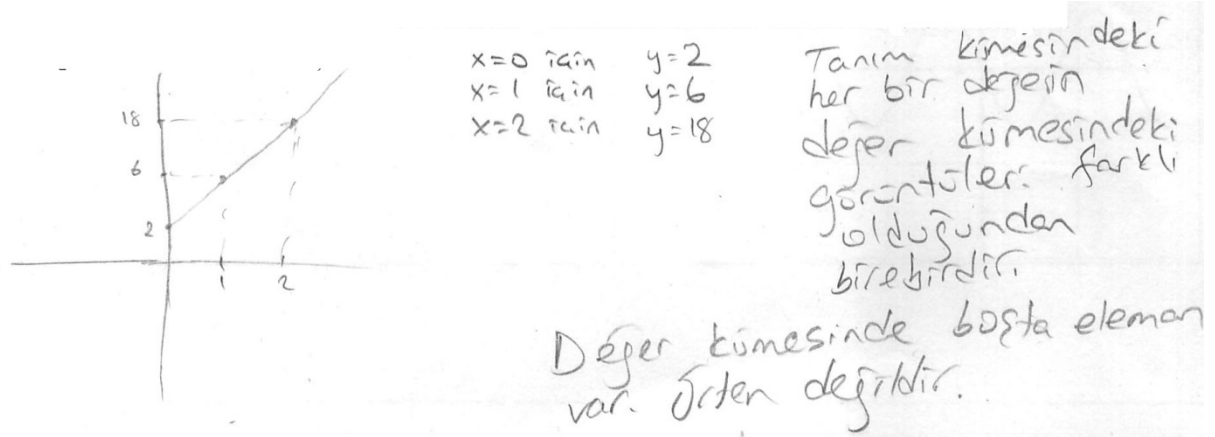 18
6
2
1
2
x=0 için y=2
x=1 için y=6
x=2 için y=18
Tanım kümesindeki
her bir değerin
değer kümesindeki
görüntüleri farklı
olduğundan
birebirdir.
Değer kümesinde boşta eleman
var. Örten değildir.